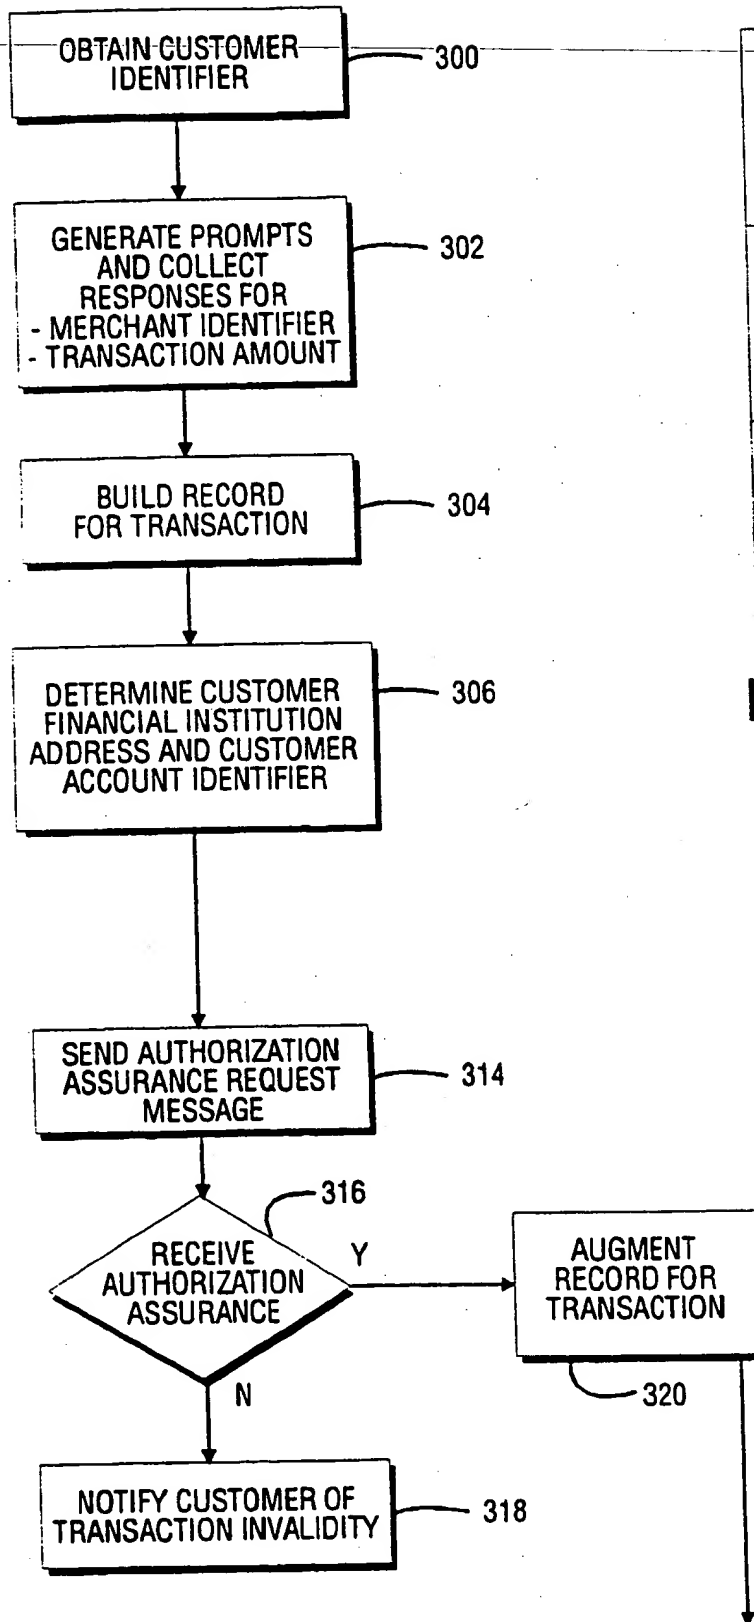 OBTAIN CUSTOMER
IDENTIFIER
300
GENERATE PROMPTS
AND COLLECT
RESPONSES FOR
- MERCHANT IDENTIFIER
- TRANSACTION AMOUNT
302
BUILD RECORD
FOR TRANSACTION
304
DETERMINE CUSTOMER
FINANCIAL INSTITUTION
ADDRESS AND CUSTOMER
ACCOUNT IDENTIFIER
306
SEND AUTHORIZATION
ASSURANCE REQUEST
MESSAGE
314
316
RECEIVE
AUTHORIZATION
ASSURANCE
Y
AUGMENT
RECORD FOR
TRANSACTION
320
N
NOTIFY CUSTOMER OF
TRANSACTION INVALIDITY
318